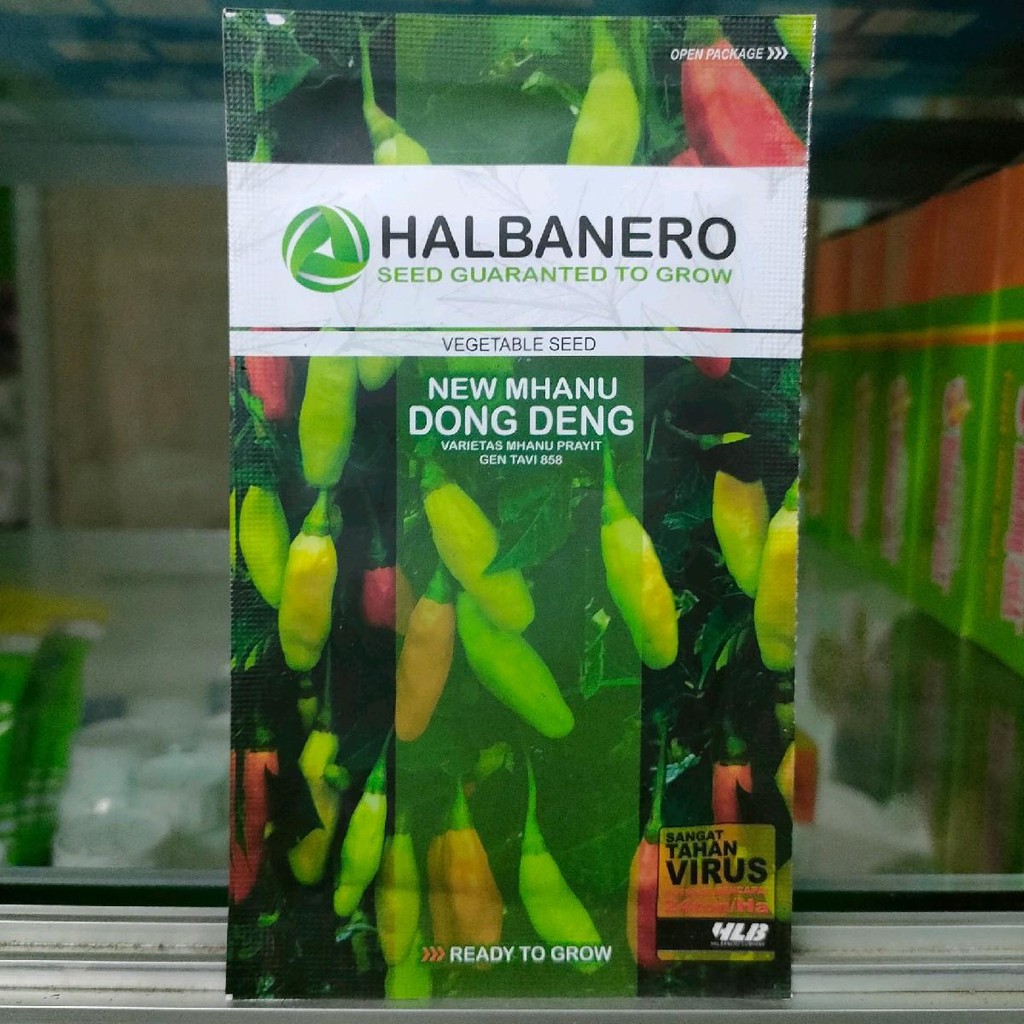 OPEN PACKAGE
HALBANERO
SEED GUARANTED TO GROW
VEGETABLE SEED
NEW MHANU
DONG DENG
VARIETAS MHANU PRAYIT
GEN TAVI 858
SANGAT
TAHAN
VIRUS
HLB
READY TO GROW